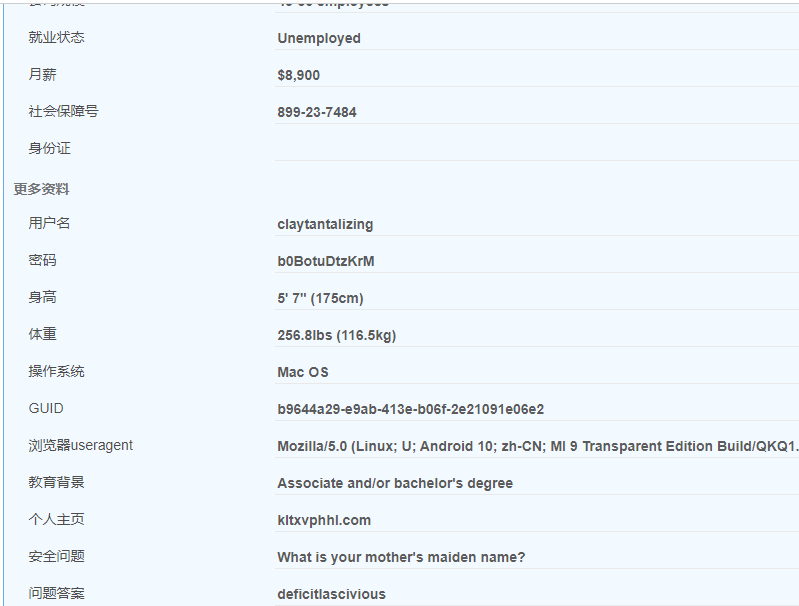 就业状态 Unemployed
月薪 $8,900
社会保障号 899-23-7484
身份证
更多资料
用户名 claytantalizing
密码 b0BotuDtzKrM
身高 5' 7" (175cm)
体重 256.8lbs (116.5kg)
操作系统 Mac OS
GUID b9644a29-e9ab-413e-b06f-2e21091e06e2
浏览器useragent Mozilla/5.0 (Linux; U; Android 10; zh-CN; MI 9 Transparent Edition Build/QKQ1.
教育背景 Associate and/or bachelor's degree
个人主页 kltxvphhl.com
安全问题 What is your mother's maiden name?
问题答案 deficitlascivious